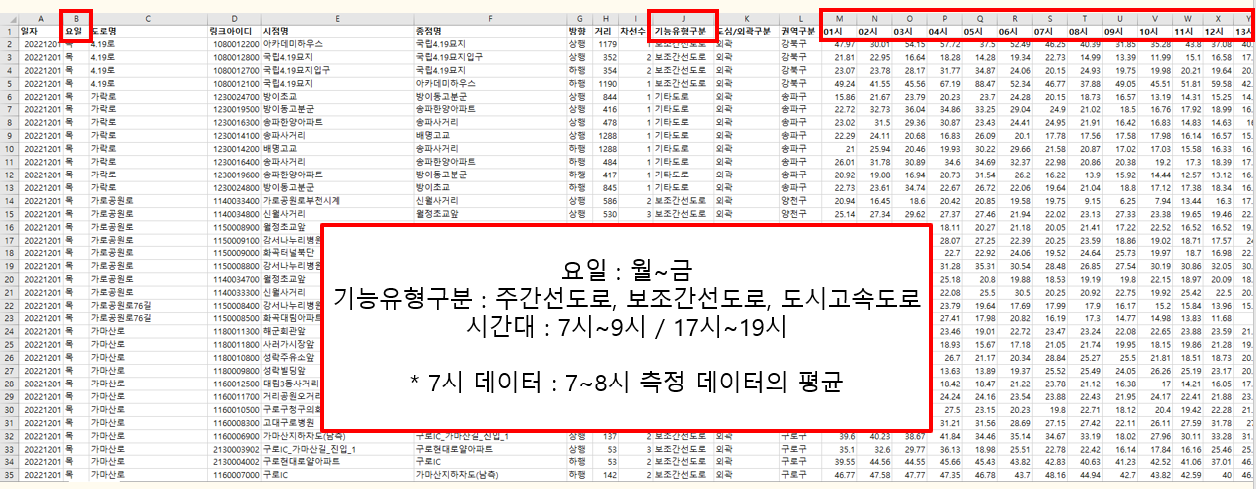 A B C D E F G H I J K L M N O P Q R S T U V W X Y
1 일자 요일 도로명 링크아이디 시점명 종점명 방향 거리 차선수 기능유형구분 도심/외곽구분 권역구분 01시 02시 03시 04시 05시 06시 07시 08시 09시 10시 11시 12시 13시
2 20221201 목 4.19로 1080012200 아카데미하우스 국립4.19묘지 상행 1179 1 보조간선도로 외곽 강북구 47.97 30.01 54.15 57.72 37.5 52.49 46.25 40.39 31.85 35.28 43.8 37.08 40.
3 20221201 목 4.19로 1080012800 국립4.19묘지 국립4.19묘지입구 상행 352 2 보조간선도로 외곽 강북구 21.81 22.95 16.64 18.28 14.28 19.34 22.73 14.99 13.39 11.99 15.1 16.58 17.
4 20221201 목 4.19로 1080012700 국립4.19묘지입구 국립4.19묘지 하행 354 2 보조간선도로 외곽 강북구 23.07 23.78 28.17 31.77 34.87 24.06 20.15 24.93 19.75 19.98 20.21 19.64 20.
5 20221201 목 4.19로 1080012100 국립4.19묘지 아카데미하우스 하행 1190 1 보조간선도로 외곽 강북구 49.24 41.55 45.56 67.19 88.47 52.34 46.77 37.88 49.05 45.51 51.81 59.58 42.
6 20221201 목 가락로 1230024700 방이초교 방이동고분군 상행 844 1 기타도로 외곽 송파구 15.86 21.67 23.79 20.23 23.7 24.28 20.15 18.73 16.57 13.19 14.31 15.25 14.
7 20221201 목 가락로 1230019500 방이동고분군 송파한양아파트 상행 416 1 기타도로 외곽 송파구 22.72 32.73 36.04 34.86 33.25 29.04 24.9 21.02 18.5 16.76 17.92 18.99 16.
8 20221201 목 가락로 1230016300 송파한양아파트 송파사거리 상행 478 1 기타도로 외곽 송파구 23.02 31.5 29.36 30.87 23.43 24.41 24.95 21.91 16.42 16.83 14.83 14.63 16
9 20221201 목 가락로 1230014100 송파사거리 배명고교 상행 1288 1 기타도로 외곽 송파구 22.29 24.11 20.68 16.83 26.09 20.1 17.78 17.56 17.58 17.98 16.14 16.57 15.
10 20221201 목 가락로 1230014200 배명고교 송파사거리 하행 1288 1 기타도로 외곽 송파구 21 25.94 20.46 19.93 30.22 29.66 21.58 20.87 17.02 17.03 15.58 16.33 16.
11 20221201 목 가락로 1230016400 송파사거리 송파한양아파트 하행 484 1 기타도로 외곽 송파구 26.01 31.78 30.89 34.6 34.69 32.37 22.98 20.86 20.38 19.2 17.3 18.39 17.
12 20221201 목 가락로 1230019600 송파한양아파트 방이동고분군 하행 417 1 기타도로 외곽 송파구 20.92 19.00 16.94 20.73 31.54 26.2 16.22 13.9 15.92 14.44 12.57 13.12 16.
13 20221201 목 가락로 1230024800 방이동고분군 방이초교 하행 845 1 기타도로 외곽 송파구 22.73 23.61 34.74 22.67 26.72 22.06 19.64 21.04 18.8 17.12 17.38 18.34 16.
14 20221201 목 가로공원로 1140033400 가로공원로부천시계 신월사거리 상행 586 2 보조간선도로 외곽 양천구 20.94 16.45 18.6 20.42 20.85 19.58 19.75 9.15 6.25 7.94 13.44 16.3 17.
15 20221201 목 가로공원로 1140034800 신월사거리 월정초교앞 상행 530 3 보조간선도로 외곽 양천구 25.14 27.34 29.62 27.37 27.46 21.94 22.02 23.13 27.33 23.38 19.65 19.46 22.
16 20221201 목 가로공원로 1150008900 월정초교앞 18.11 20.27 21.18 20.05 21.41 17.22 22.52 16.52 16.52 19.
17 20221201 목 가로공원로 1150009100 강서나누리병원 28.07 27.25 22.39 20.25 23.59 18.86 19.02 18.71 17.57 24
18 20221201 목 가로공원로 1150009000 화곡터널북단 22.7 22.92 24.06 19.52 24.64 25.73 19.97 18.7 16.98 22.
19 20221201 목 가로공원로 1150008800 강서나누리병원 31.28 35.31 30.54 28.48 26.85 27.54 30.19 30.86 32.05 30.
20 20221201 목 가로공원로 1140034700 월정초교앞 25.18 20.8 19.88 18.53 19.19 19.8 22.15 18.97 20.09 18.
21 20221201 목 가로공원로 1140033300 신월사거리 22.08 25.5 30.5 20.25 20.92 22.75 19.92 25.42 22.5 20.
22 20221201 목 가로공원로76길 1150008400 강서나누리병원 23.79 19.64 17.69 17.99 17.9 16.17 15.2 15.84 13.96 15.
23 20221201 목 가로공원로76길 1150008500 화곡대림아파트 27.41 17.98 20.82 16.19 17.3 14.77 14.98 13.83 11.68
24 20221201 목 가마산로 1180011300 해군회관앞 23.46 19.01 22.72 23.47 23.24 22.08 22.65 23.88 23.59 21.
25 20221201 목 가마산로 1180011800 사러가시장앞 18.93 15.67 17.18 21.05 21.74 19.95 18.15 19.86 21.28 19.
26 20221201 목 가마산로 1180010800 성락주유소앞 26.7 21.17 20.34 28.84 25.27 25.5 21.81 18.51 18.73 20.
27 20221201 목 가마산로 1180009800 성락빌딩앞 13.63 13.89 19.37 25.52 25.49 24.05 26.26 25.19 23.17 20.
28 20221201 목 가마산로 1160012500 대림3동사거리 18.42 18.47 21.22 23.78 21.12 16.38 17 14.21 16.05 17.
29 20221201 목 가마산로 1160011700 거리공원오거리 24.24 24.16 23.54 23.88 22.43 21.95 24.17 22.41 21.88 23.
30 20221201 목 가마산로 1160010500 구로구청구의회 27.5 23.15 20.23 19.8 22.71 18.12 20.4 19.42 22.28 21.
31 20221201 목 가마산로 1160008300 고대구로병원 31.21 31.56 28.69 27.15 27.42 22.11 26.11 27.59 31.78 27.
32 20221201 목 가마산로 1160006900 가마산지하차도(남측) 구로IC_가마산길_진입_1 상행 137 2 보조간선도로 외곽 구로구 39.6 40.23 38.67 41.84 34.46 35.14 34.67 33.19 18.02 27.96 30.11 33.28 31.
33 20221201 목 가마산로 2130003902 구로IC_가마산길_진입_1 구로현대로얄아파트 상행 53 2 보조간선도로 외곽 구로구 35.1 32.6 29.77 36.13 18.98 25.51 22.78 22.42 16.14 17.84 16.16 25.46 25.
34 20221201 목 가마산로 2130004002 구로현대로얄아파트 구로IC 하행 53 3 보조간선도로 외곽 구로구 39.55 44.56 44.55 45.66 45.43 43.82 42.83 40.63 41.23 42.52 41.06 37.01 46.
35 20221201 목 가마산로 1160007000 구로IC 가마산지하차도(남측) 하행 142 2 보조간선도로 외곽 구로구 46.77 47.58 47.77 47.35 46.78 43.7 48.16 44.94 42.7 43.82 42.59 40 46.
요일 : 월~금
기능유형구분 : 주간선도로, 보조간선도로, 도시고속도로
시간대 : 7시~9시 / 17시~19시
* 7시 데이터 : 7~8시 측정 데이터의 평균